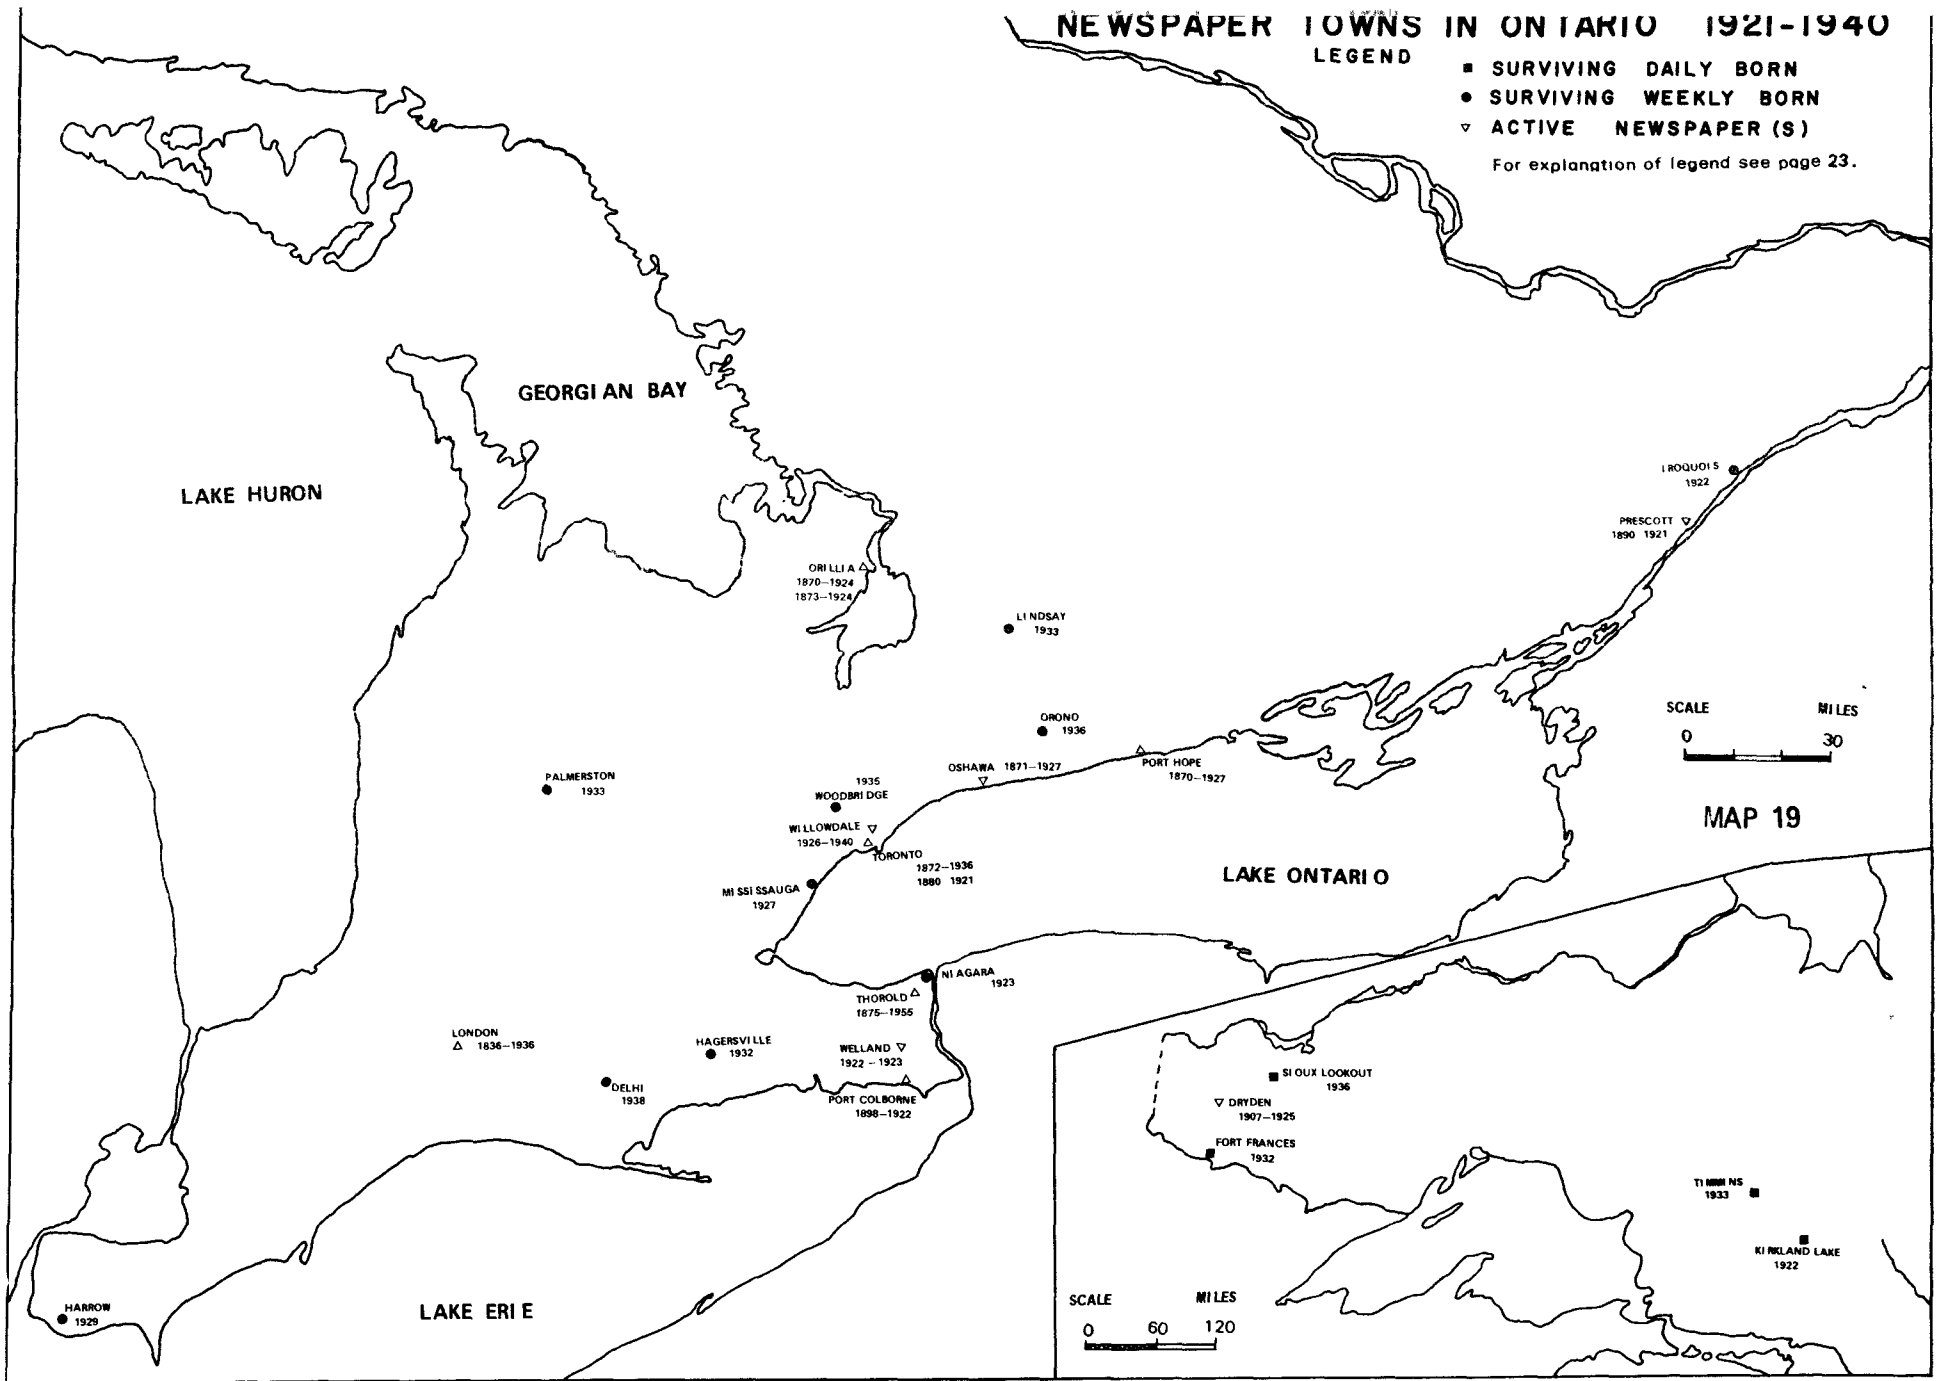 NEWSPAPER TOWNS IN ONTARIO 1921-1940
LEGEND
■ SURVIVING DAILY BORN
● SURVIVING WEEKLY BORN
▽ ACTIVE NEWSPAPER (S)
For explanation of legend see page 23.
GEORGIAN BAY
LAKE HURON
IROQUOIS
1922
PRESCOTT
1890 1921
ORILLIA
1870-1924
1873-1924
LINDSAY
1933
ORONO
1936
SCALE MILES
0 30
PALMERSTON
1933
OSHAWA 1871-1927
PORT HOPE
1870-1927
1935
WOODBRIDGE
WILLOWDALE
1926-1940
TORONTO
1872-1936
1880 1921
MAP 19
MISSISSAUGA
1927
LAKE ONTARIO
NIAGARA
1923
THOROLD
1875-1955
LONDON
1836-1936
HAGERSVILLE
1932
WELLAND
1922 - 1923
DELHI
1938
PORT COLBORNE
1898-1922
SIOUX LOOKOUT
1936
DRYDEN
1907-1925
FORT FRANCES
1932
TIMMINS
1933
KIRKLAND LAKE
1922
HARROW
1929
LAKE ERIE
SCALE MILES
0 60 120